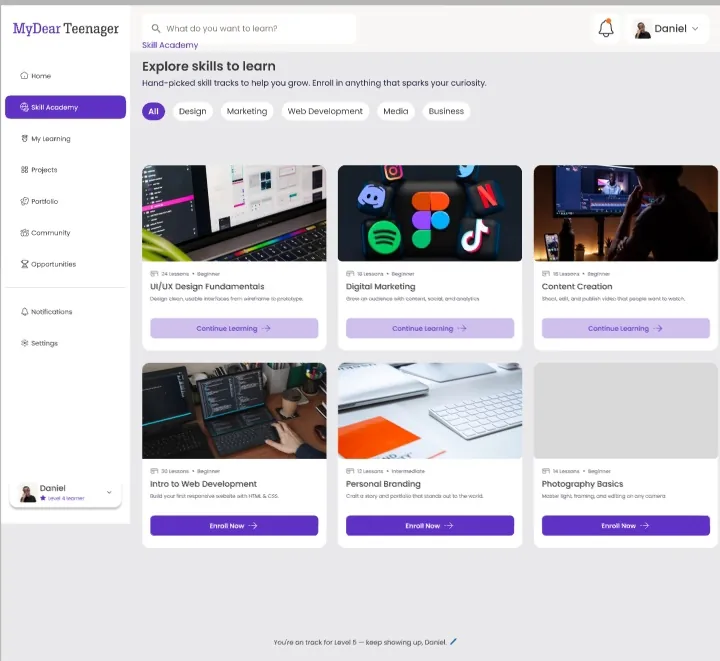 MyDear Teenager
What do you want to learn?
Daniel
Skill Academy
Explore skills to learn
Hand-picked skill tracks to help you grow. Enroll in anything that sparks your curiosity.
All
Design
Marketing
Web Development
Media
Business
Home
Skill Academy
My Learning
Projects
Portfolio
Community
Opportunities
Notifications
Settings
Daniel
Level 4 learner
24 Lessons • Beginner
UI/UX Design Fundamentals
Design clean, usable interfaces from wireframe to prototype.
Continue Learning
18 Lessons • Beginner
Digital Marketing
Grow an audience with content, social, and analytics.
Continue Learning
16 Lessons • Beginner
Content Creation
Shoot, edit, and publish video that people want to watch.
Continue Learning
30 Lessons • Beginner
Intro to Web Development
Build your first responsive website with HTML & CSS.
Enroll Now
12 Lessons • Intermediate
Personal Branding
Craft a story and portfolio that stands out to the world.
Enroll Now
14 Lessons • Beginner
Photography Basics
Master light, framing, and editing on any camera.
Enroll Now
You're on track for Level 5 — keep showing up, Daniel.